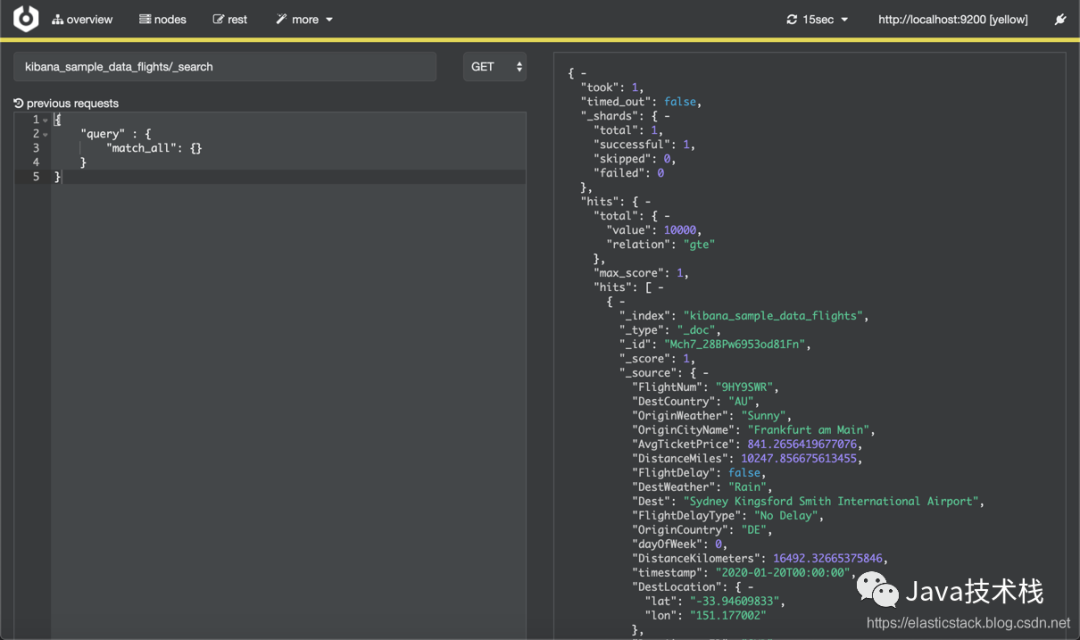 overview nodes rest more 15sec http://localhost:9200 [yellow]
kibana_sample_data_flights/_search GET
previous requests
1 {
2 "query" : {
3 "match_all": {}
4 }
5 }
{ -
"took": 1,
"timed_out": false,
"_shards": { -
"total": 1,
"successful": 1,
"skipped": 0,
"failed": 0
},
"hits": { -
"total": { -
"value": 10000,
"relation": "gte"
},
"max_score": 1,
"hits": [ -
{ -
"_index": "kibana_sample_data_flights",
"_type": "_doc",
"_id": "Mch7_28BPw6953od81Fn",
"_score": 1,
"_source": { -
"FlightNum": "9HY9SWR",
"DestCountry": "AU",
"OriginWeather": "Sunny",
"OriginCityName": "Frankfurt am Main",
"AvgTicketPrice": 841.2656419677076,
"DistanceMiles": 10247.856675613455,
"FlightDelay": false,
"DestWeather": "Rain",
"Dest": "Sydney Kingsford Smith International Airport",
"FlightDelayType": "No Delay",
"OriginCountry": "DE",
"dayOfWeek": 0,
"DistanceKilometers": 16492.32665375846,
"timestamp": "2020-01-20T00:00:00",
"DestLocation": { -
"lat": "-33.94609833",
"lon": "151.177002"
},
Java技术栈
https://elasticstack.blog.csdn.net